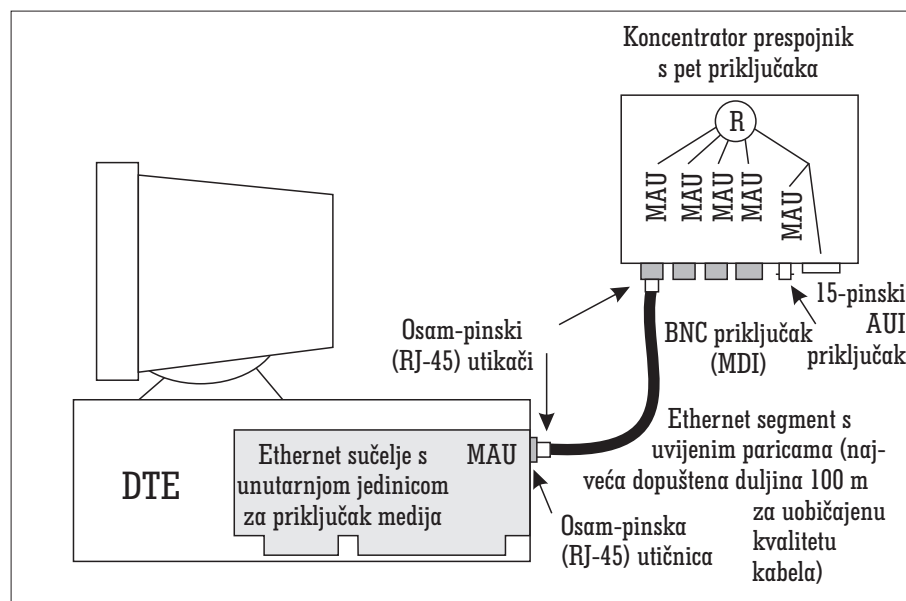 Koncentrator prespojnik
s pet priključaka
R
MAU
MAU
MAU
MAU
MAU
15-pinski
AUI
priključak
BNC priključak
(MDI)
Osam-pinski
(RJ-45) utikači
Ethernet segment s
uvijenim paricama (naj-
veća dopuštena duljina 100 m
za uobičajenu
kvalitetu
kabela)
DTE
Ethernet sučelje s
unutarnjom jedinicom
za priključak medija
MAU
Osam-pinska
(RJ-45) utičnica